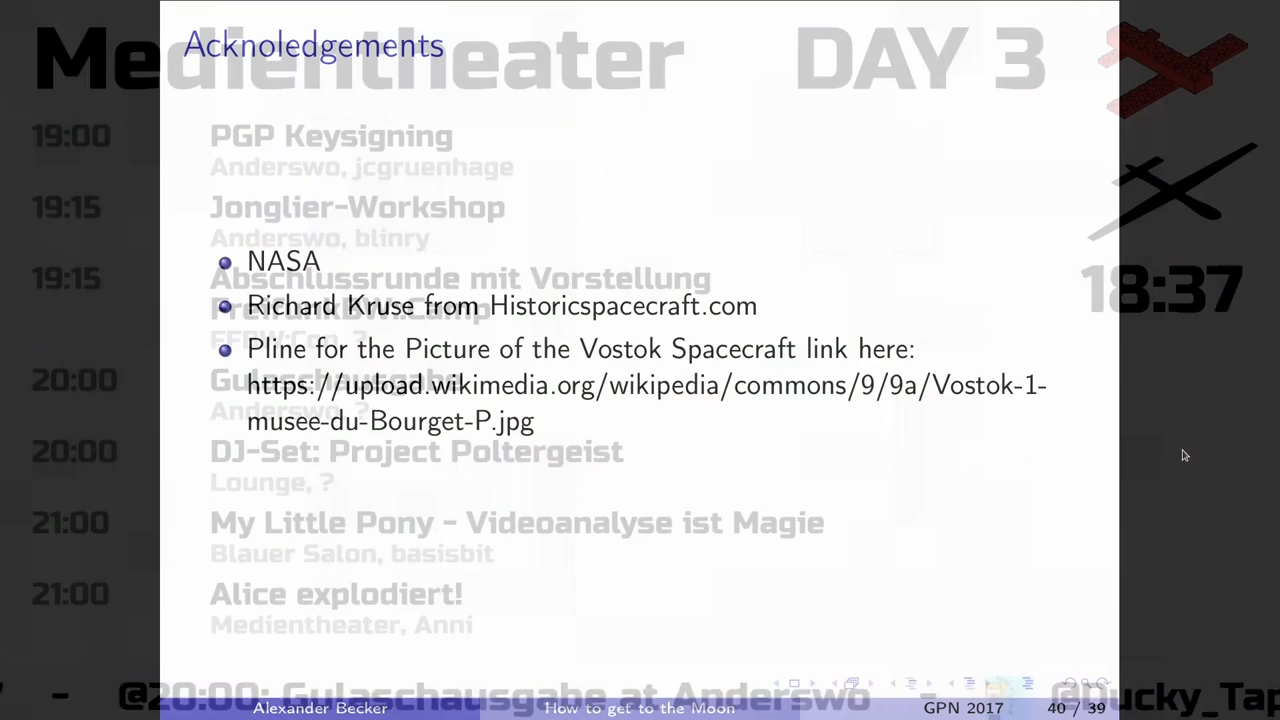 Acknoledgements
Medientheater DAY 3
19:00 PGP Keysigning
Anderswo, jcgruenhage
19:15 Jonglier-Workshop
Anderswo, blinry
NASA
19:15 Abschlussrunde mit Vorstellung
18:37
Richard Kruse from Historicspacecraft.com
Pline for the Picture of the Vostok Spacecraft link here:
20:00 Gulaschausgabe
https://upload.wikimedia.org/wikipedia/commons/9/9a/Vostok-1-
Anderswo, ?
musee-du-Bourget-P.jpg
20:00 DJ-Set: Project Poltergeist
Lounge, ?
21:00 My Little Pony - Videoanalyse ist Magie
Blauer Salon, basisbit
21:00 Alice explodiert!
Medientheater, Anni
- @20:00: Gulaschausgabe at Anderswo -
Alexander Becker How to get to the Moon GPN 2017 40 / 39